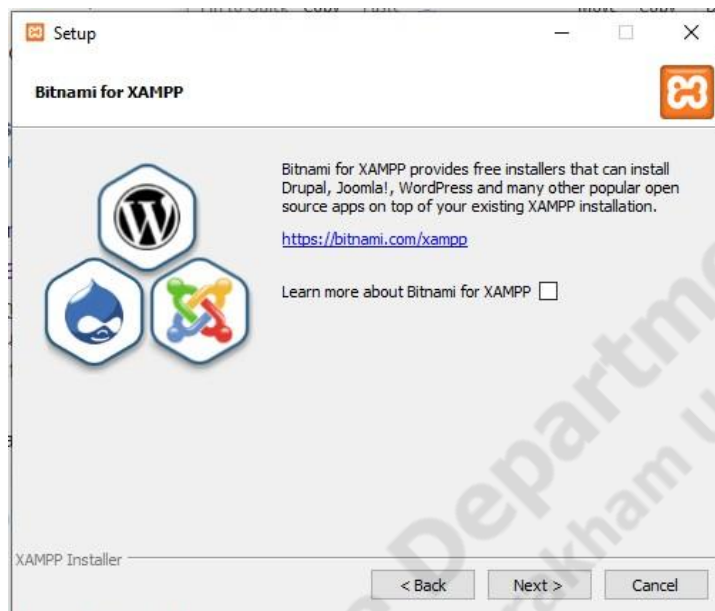 Setup
Bitnami for XAMPP
Bitnami for XAMPP provides free installers that can install
Drupal, Joomla!, WordPress and many other popular open
source apps on top of your existing XAMPP installation.
https://bitnami.com/xampp
Learn more about Bitnami for XAMPP
XAMPP Installer
< Back
Next >
Cancel